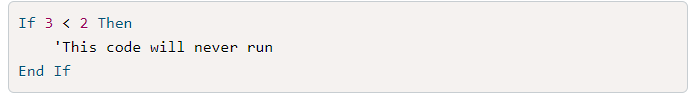 If 3 < 2 Then
    'This code will never run
End If